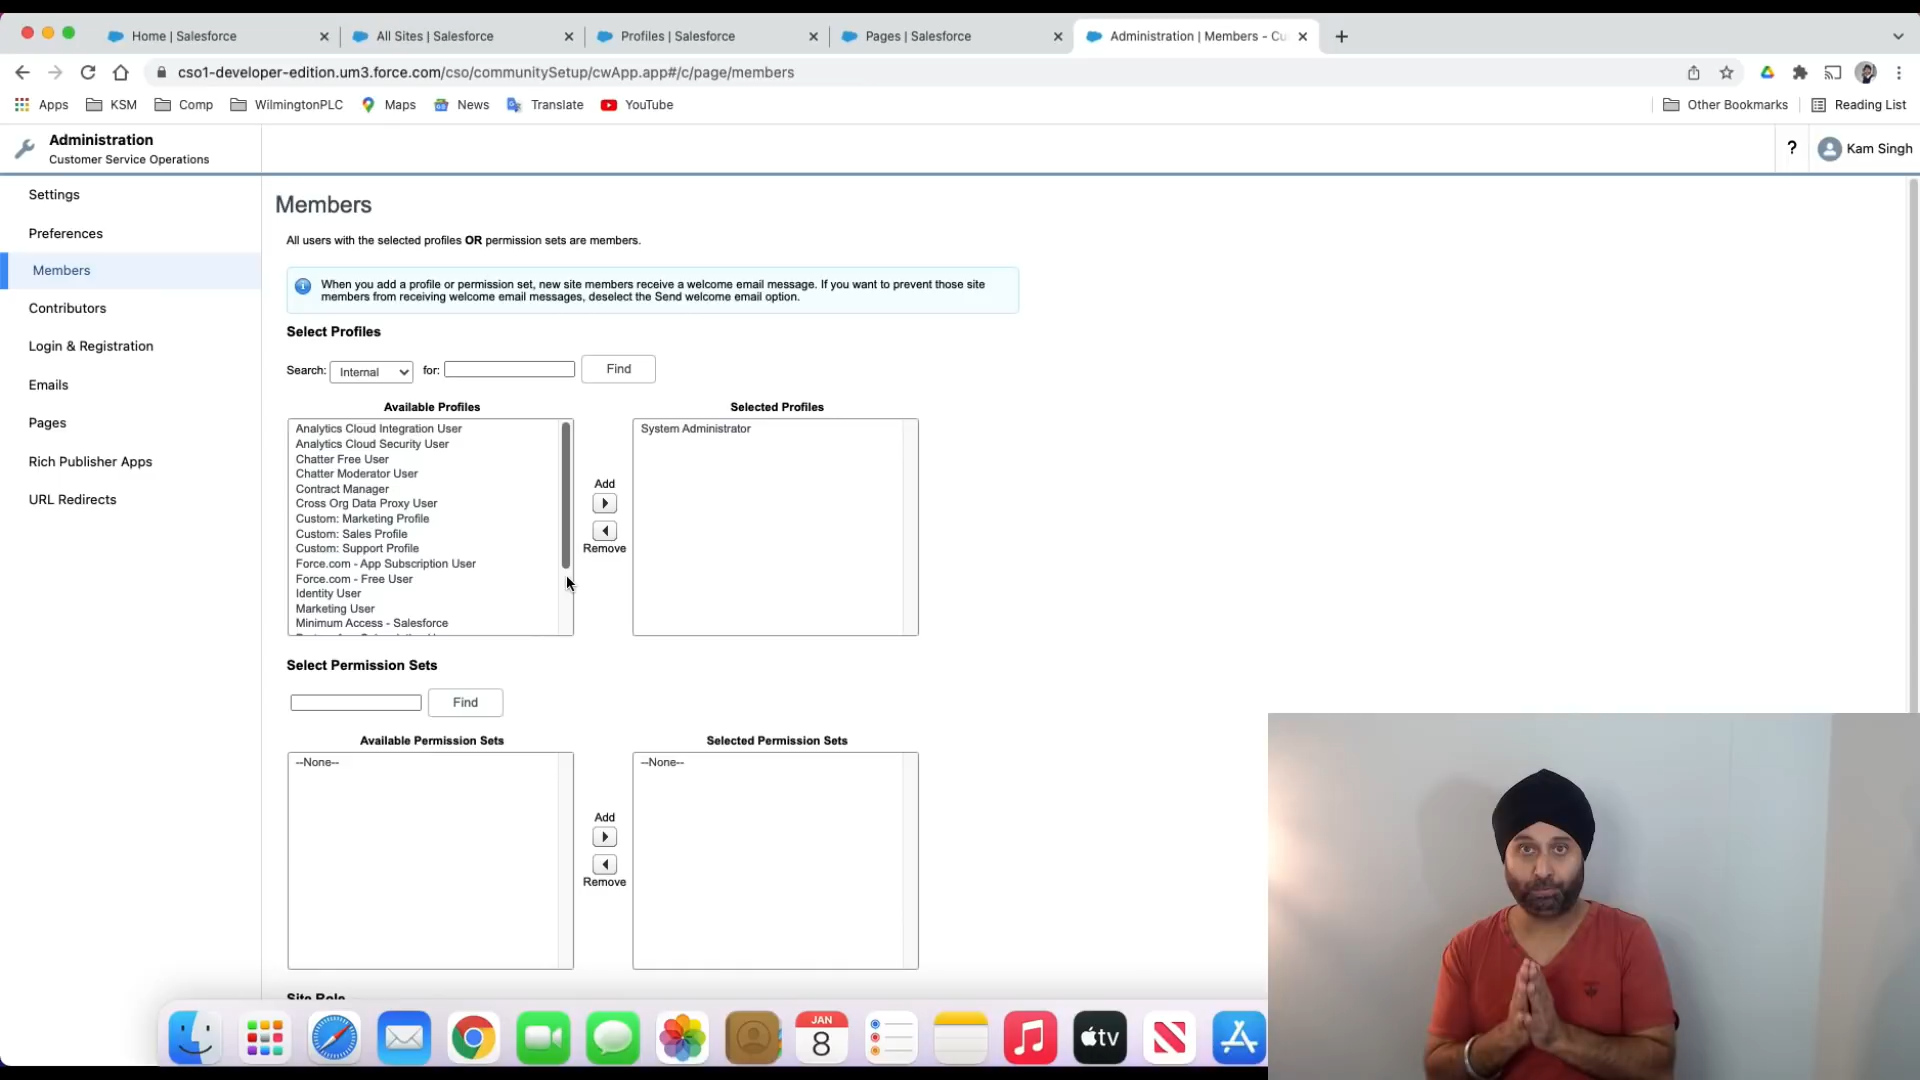 Home | Salesforce
All Sites | Salesforce
Profiles | Salesforce
Pages | Salesforce
Administration | Members - Cu
cso1-developer-edition.um3.force.com/cso/communitySetup/cwApp.app#/c/page/members
Apps
KSM
Comp
WilmingtonPLC
Maps
News
Translate
YouTube
Other Bookmarks
Reading List
Administration
Customer Service Operations
?
Kam Singh
Settings
Preferences
Members
Contributors
Login & Registration
Emails
Pages
Rich Publisher Apps
URL Redirects
Members
All users with the selected profiles OR permission sets are members.
When you add a profile or permission set, new site members receive a welcome email message. If you want to prevent those site
members from receiving welcome email messages, deselect the Send welcome email option.
Select Profiles
Search: Internal for: Find
Available Profiles
Analytics Cloud Integration User
Analytics Cloud Security User
Chatter Free User
Chatter Moderator User
Contract Manager
Cross Org Data Proxy User
Custom: Marketing Profile
Custom: Sales Profile
Custom: Support Profile
Force.com - App Subscription User
Force.com - Free User
Identity User
Marketing User
Minimum Access - Salesforce
Add
Remove
Selected Profiles
System Administrator
Select Permission Sets
Find
Available Permission Sets
--None--
Add
Remove
Selected Permission Sets
--None--
Site Role
JAN
8
tv